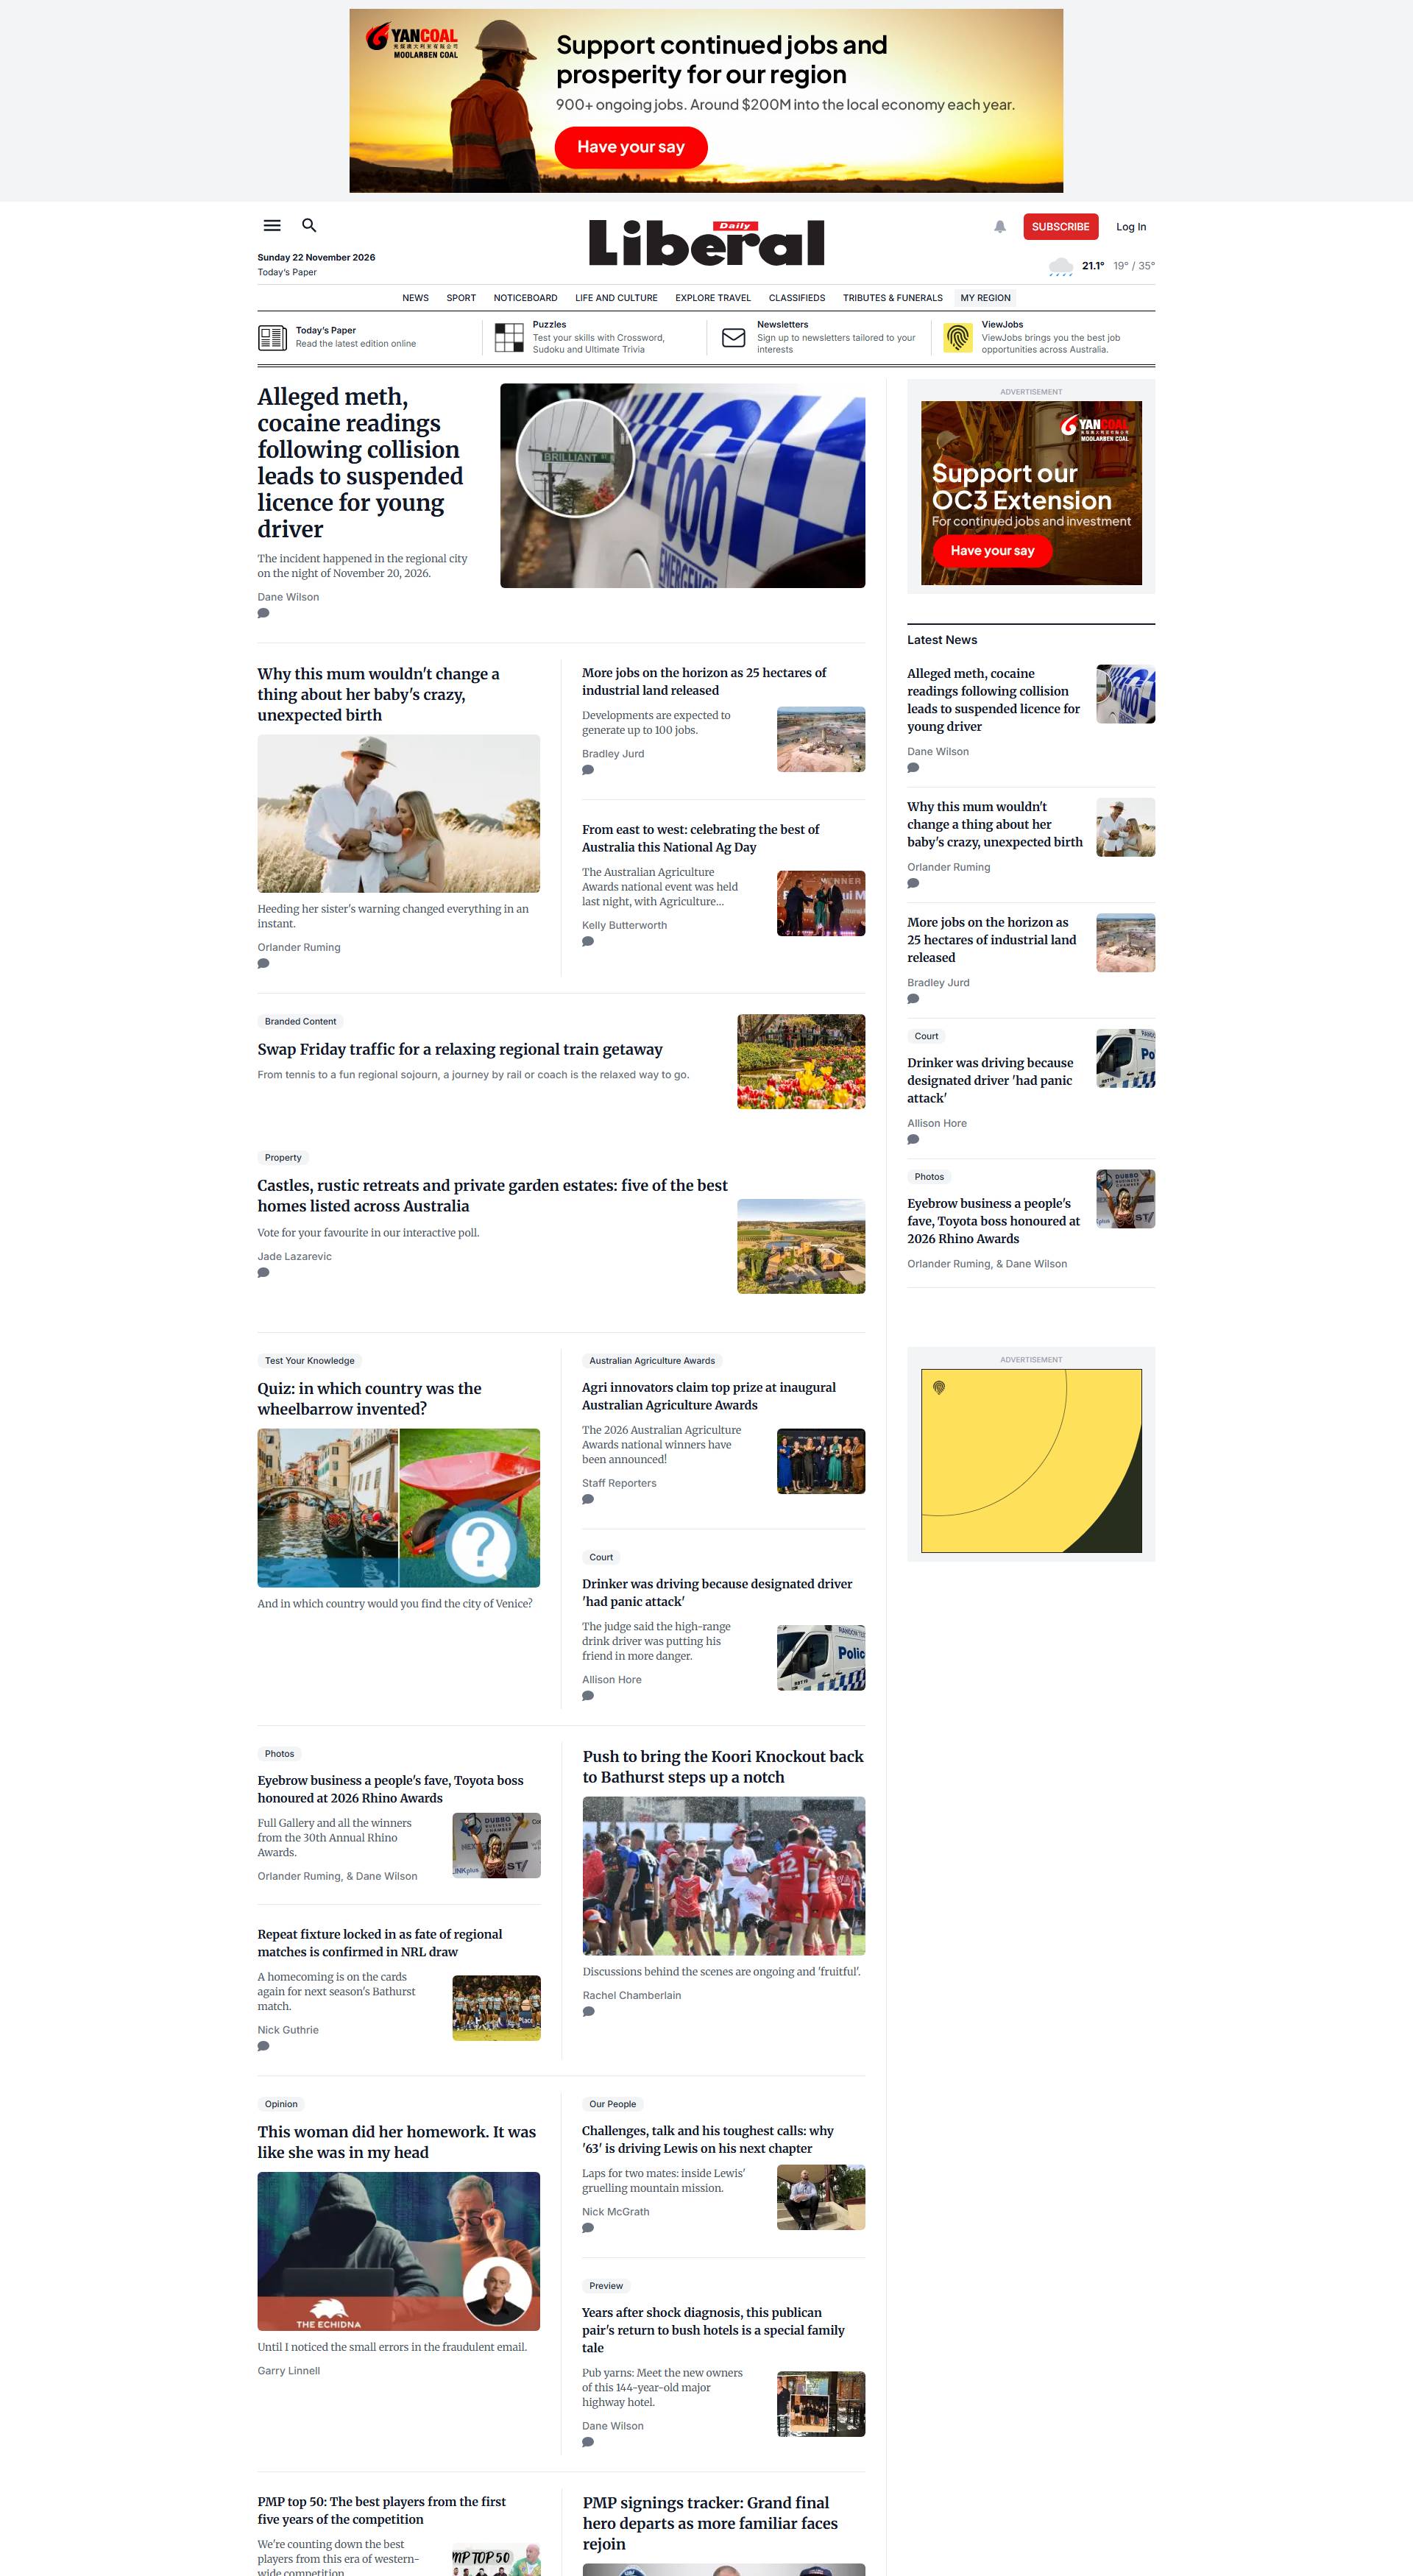 YANCOAL
MOOLARBEN COAL
Support continued jobs and
prosperity for our region
900+ ongoing jobs. Around $200M into the local economy each year.
Have your say
Daily
Liberal
SUBSCRIBE
Log In
Sunday 22 November 2026
Today's Paper
21.1° 19° / 35°
NEWS SPORT NOTICEBOARD LIFE AND CULTURE EXPLORE TRAVEL CLASSIFIEDS TRIBUTES & FUNERALS MY REGION
Today's Paper
Read the latest edition online
Puzzles
Test your skills with Crossword,
Sudoku and Ultimate Trivia
Newsletters
Sign up to newsletters tailored to your
interests
ViewJobs
ViewJobs brings you the best job
opportunities across Australia.
Alleged meth,
cocaine readings
following collision
leads to suspended
licence for young
driver
The incident happened in the regional city
on the night of November 20, 2026.
Dane Wilson
BRILLIANT ST
000
EMERGENCY
Why this mum wouldn't change a
thing about her baby's crazy,
unexpected birth
Heeding her sister's warning changed everything in an
instant.
Orlander Ruming
More jobs on the horizon as 25 hectares of
industrial land released
Developments are expected to
generate up to 100 jobs.
Bradley Jurd
From east to west: celebrating the best of
Australia this National Ag Day
The Australian Agriculture
Awards national event was held
last night, with Agriculture...
Kelly Butterworth
Branded Content
Swap Friday traffic for a relaxing regional train getaway
From tennis to a fun regional sojourn, a journey by rail or coach is the relaxed way to go.
Property
Castles, rustic retreats and private garden estates: five of the best
homes listed across Australia
Vote for your favourite in our interactive poll.
Jade Lazarevic
Test Your Knowledge
Quiz: in which country was the
wheelbarrow invented?
?
And in which country would you find the city of Venice?
Australian Agriculture Awards
Agri innovators claim top prize at inaugural
Australian Agriculture Awards
The 2026 Australian Agriculture
Awards national winners have
been announced!
Staff Reporters
Court
Drinker was driving because designated driver
'had panic attack'
The judge said the high-range
drink driver was putting his
friend in more danger.
Allison Hore
Photos
Eyebrow business a people's fave, Toyota boss
honoured at 2026 Rhino Awards
Full Gallery and all the winners
from the 30th Annual Rhino
Awards.
Orlander Ruming, & Dane Wilson
DUBBO
BUSINESS
CHAMBER
Repeat fixture locked in as fate of regional
matches is confirmed in NRL draw
A homecoming is on the cards
again for next season's Bathurst
match.
Nick Guthrie
Push to bring the Koori Knockout back
to Bathurst steps up a notch
12
Discussions behind the scenes are ongoing and 'fruitful'.
Rachel Chamberlain
Opinion
This woman did her homework. It was
like she was in my head
THE ECHIDNA
Until I noticed the small errors in the fraudulent email.
Garry Linnell
Our People
Challenges, talk and his toughest calls: why
'63' is driving Lewis on his next chapter
Laps for two mates: inside Lewis'
gruelling mountain mission.
Nick McGrath
Preview
Years after shock diagnosis, this publican
pair's return to bush hotels is a special family
tale
Pub yarns: Meet the new owners
of this 144-year-old major
highway hotel.
Dane Wilson
PMP top 50: The best players from the first
five years of the competition
We're counting down the best
players from this era of western-
wide competition.
MP TOP 50
PMP signings tracker: Grand final
hero departs as more familiar faces
rejoin
ADVERTISEMENT
YANCOAL
MOOLARBEN COAL
Support our
OC3 Extension
For continued jobs and investment
Have your say
Latest News
Alleged meth, cocaine
readings following collision
leads to suspended licence for
young driver
Dane Wilson
Why this mum wouldn't
change a thing about her
baby's crazy, unexpected birth
Orlander Ruming
More jobs on the horizon as
25 hectares of industrial land
released
Bradley Jurd
Court
Drinker was driving because
designated driver 'had panic
attack'
Allison Hore
Photos
Eyebrow business a people's
fave, Toyota boss honoured at
2026 Rhino Awards
Orlander Ruming, & Dane Wilson
ADVERTISEMENT